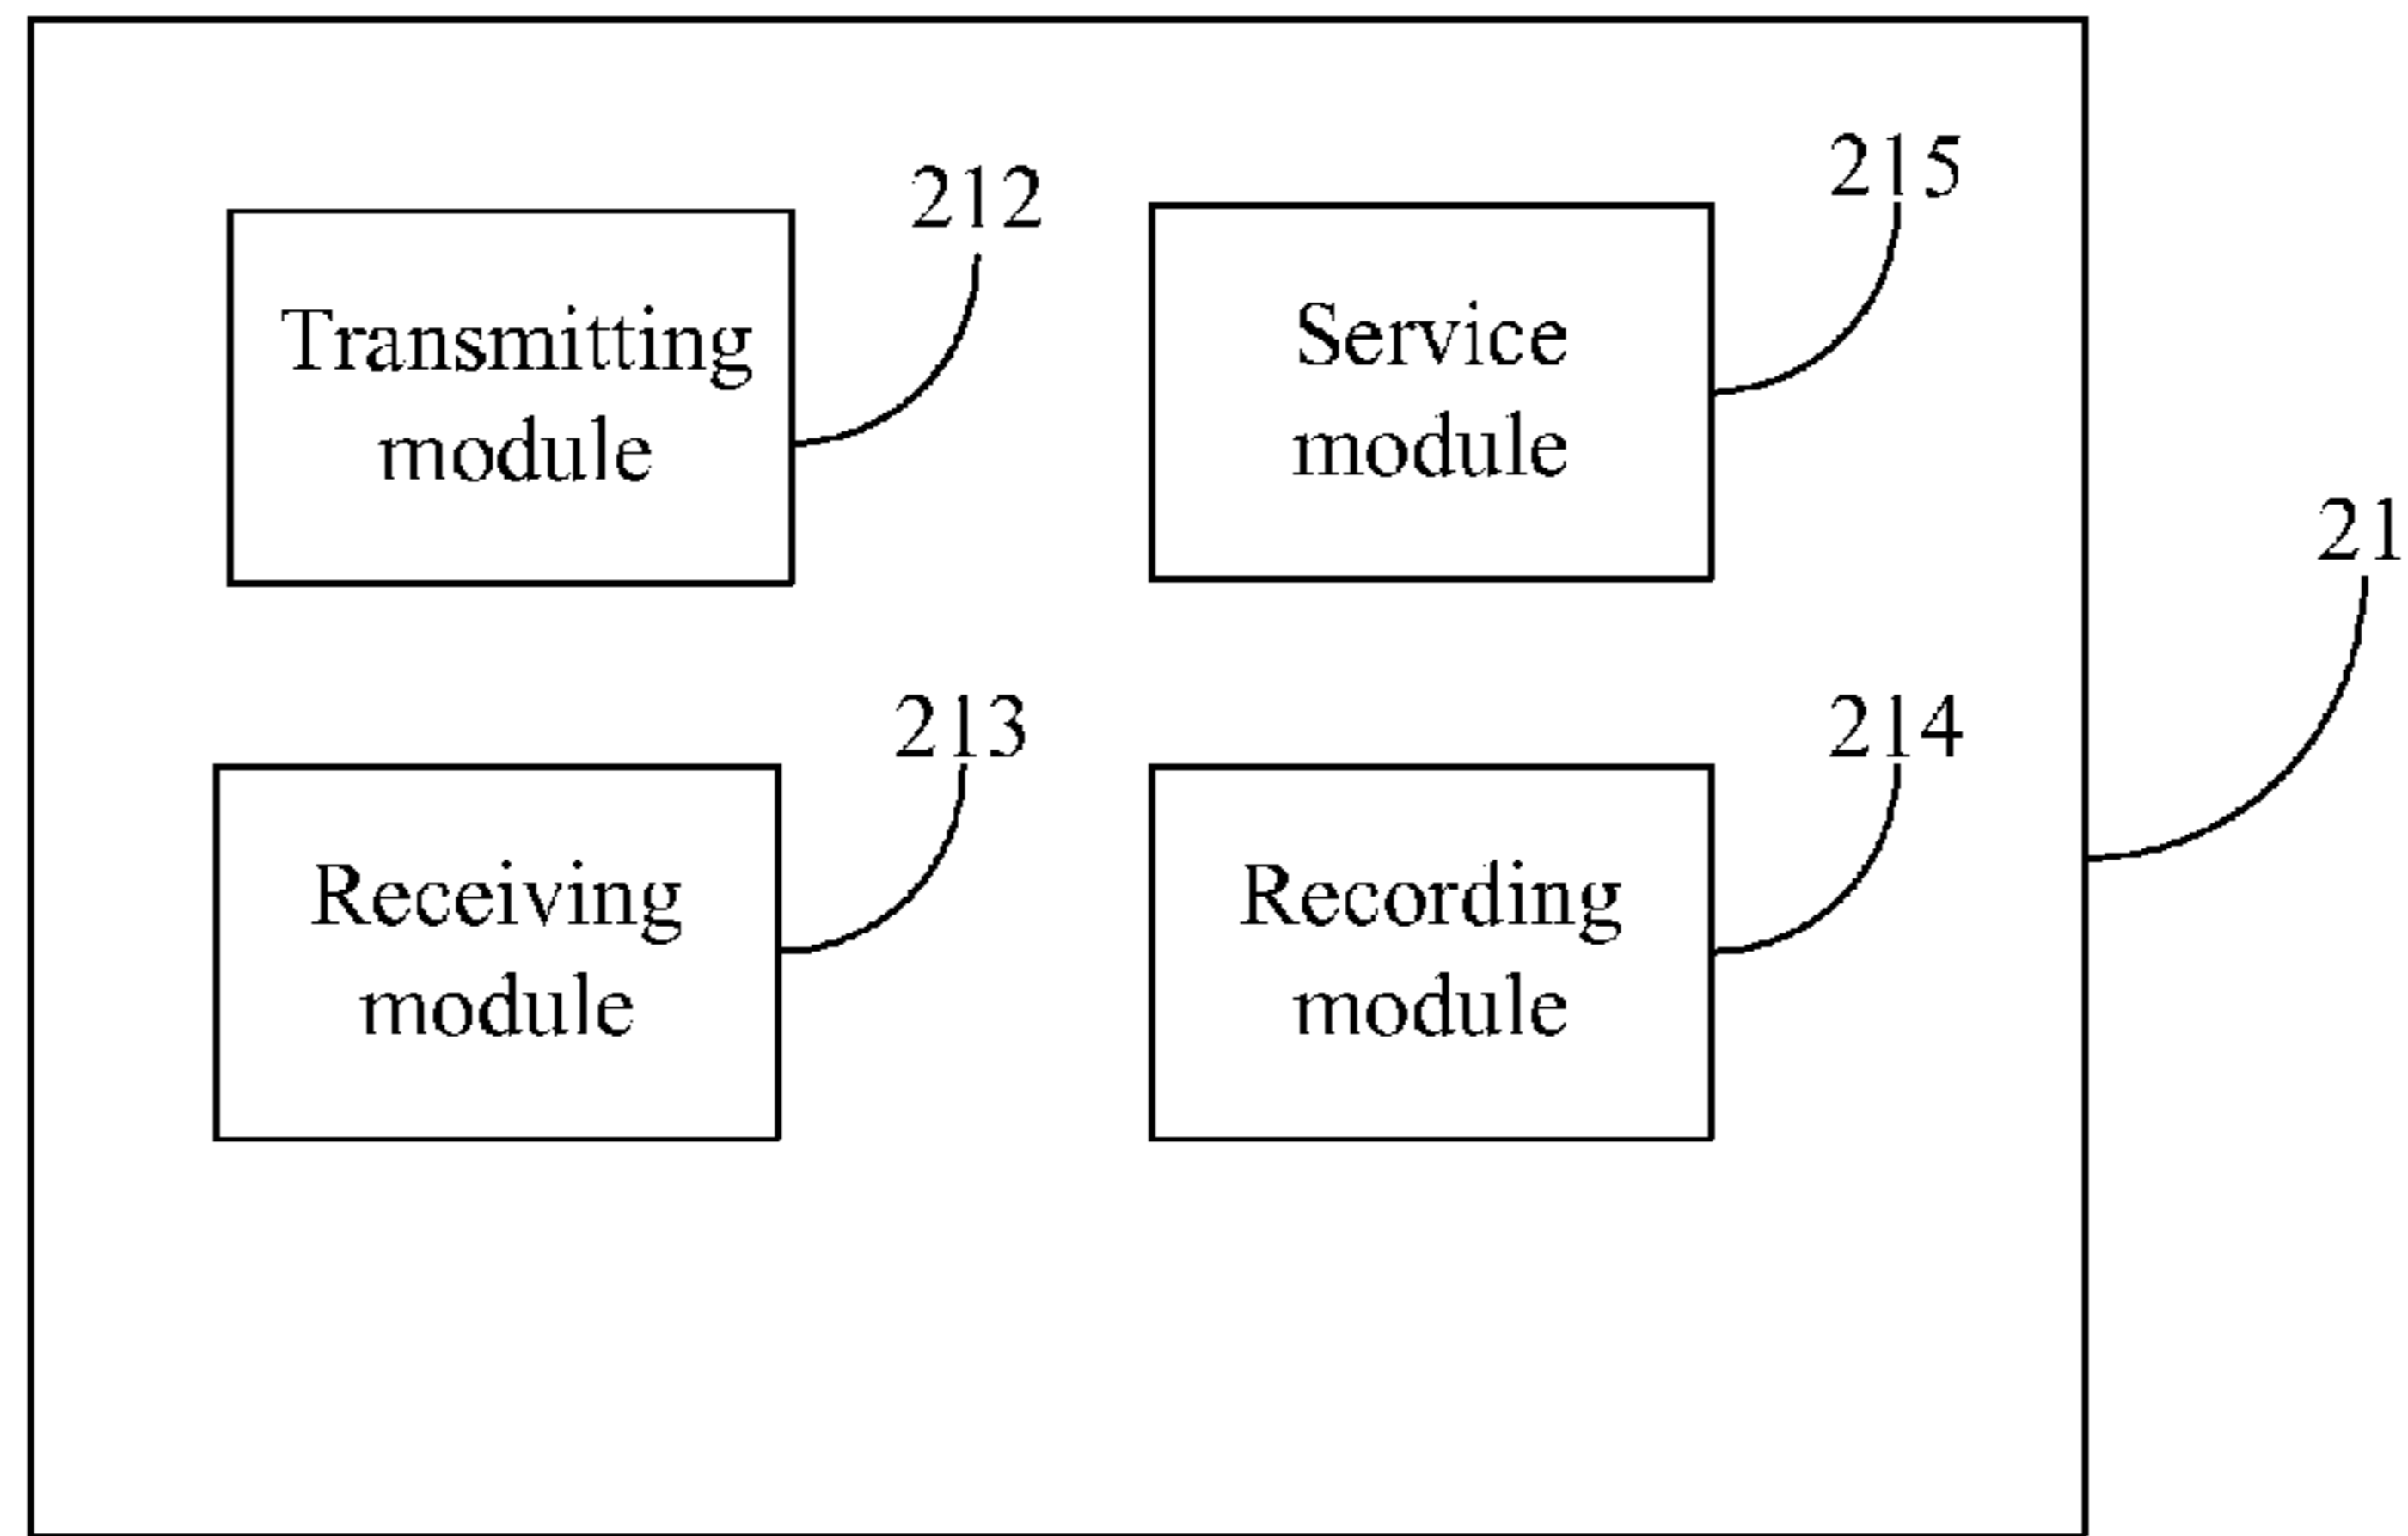 212
Transmitting
module
215
Service
module
21
213
Receiving
module
214
Recording
module